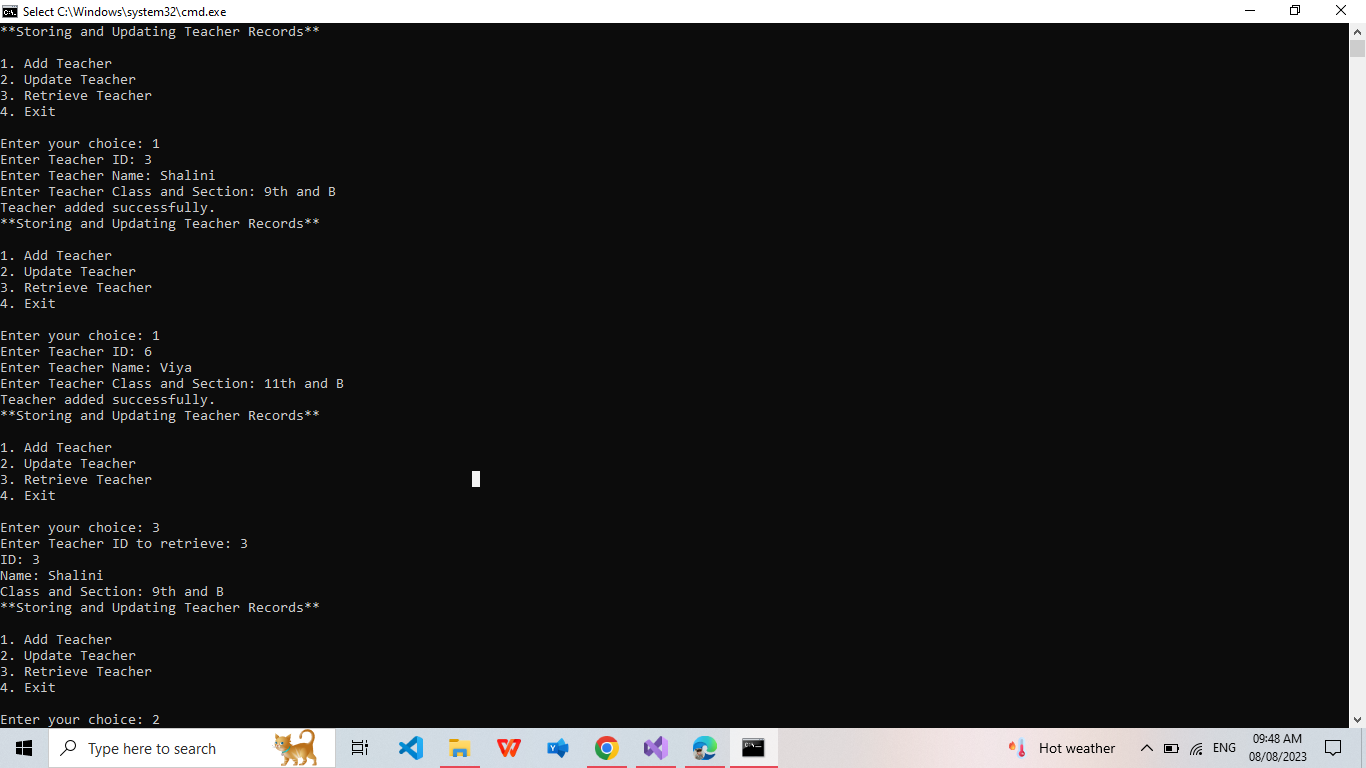 Select C:\Windows\system32\cmd.exe
**Storing and Updating Teacher Records**
1. Add Teacher
2. Update Teacher
3. Retrieve Teacher
4. Exit
Enter your choice: 1
Enter Teacher ID: 3
Enter Teacher Name: Shalini
Enter Teacher Class and Section: 9th and B
Teacher added successfully.
**Storing and Updating Teacher Records**
1. Add Teacher
2. Update Teacher
3. Retrieve Teacher
4. Exit
Enter your choice: 1
Enter Teacher ID: 6
Enter Teacher Name: Viya
Enter Teacher Class and Section: 11th and B
Teacher added successfully.
**Storing and Updating Teacher Records**
1. Add Teacher
2. Update Teacher
3. Retrieve Teacher
4. Exit
Enter your choice: 3
Enter Teacher ID to retrieve: 3
ID: 3
Name: Shalini
Class and Section: 9th and B
**Storing and Updating Teacher Records**
1. Add Teacher
2. Update Teacher
3. Retrieve Teacher
4. Exit
Enter your choice: 2
Type here to search
Hot weather
ENG
09:48 AM
08/08/2023